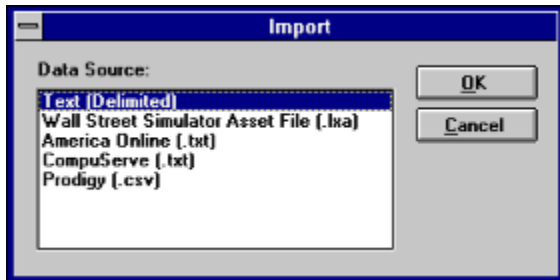 Import
Data Source:
Text (Delimited)
Wall Street Simulator Asset File (.lxa)
America Online (.txt)
CompuServe (.txt)
Prodigy (.csv)
OK
Cancel